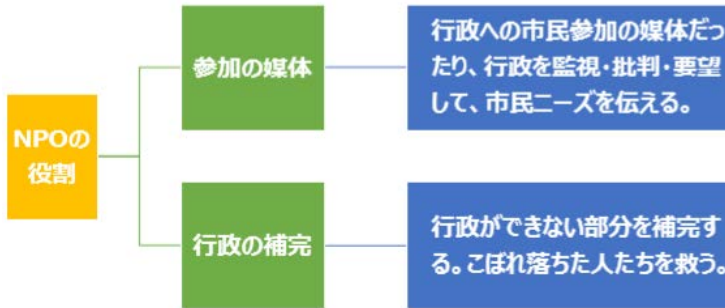 NPOの
役割
参加の媒体
行政への市民参加の媒体だっ
たり、行政を監視・批判・要望
して、市民ニーズを伝える。
行政の補完
行政ができない部分を補完す
る。こぼれ落ちた人たちを救う。